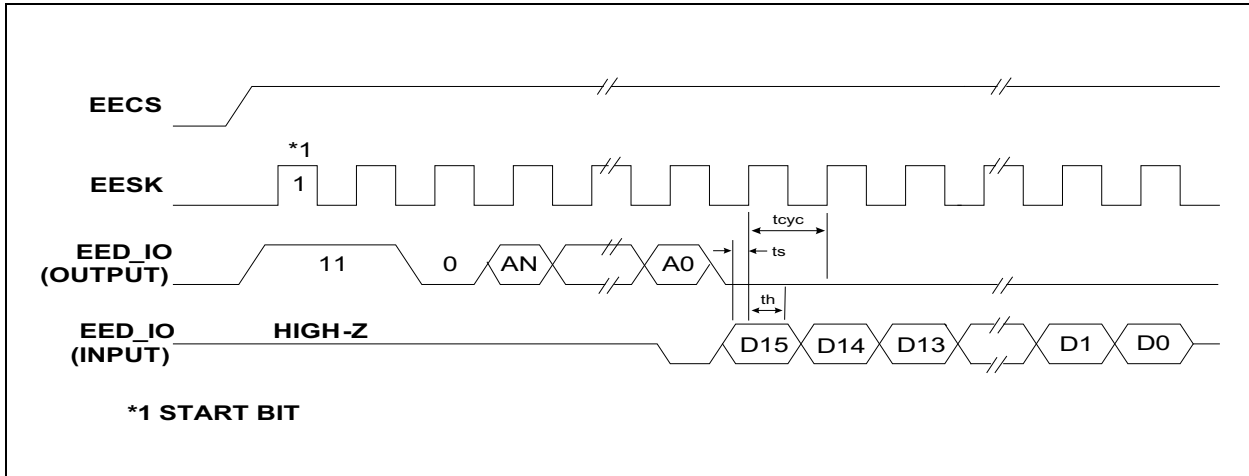 EECS
*1
EESK
1
tcyc
ts
EED_IO
(OUTPUT)
11
0
AN
A0
th
EED_IO
(INPUT)
HIGH-Z
D15
D14
D13
D1
D0
*1 START BIT